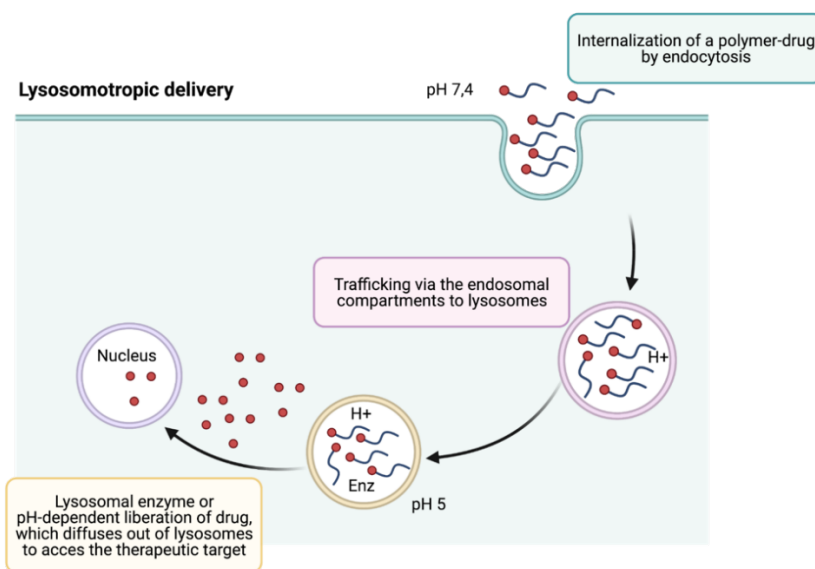 Internalization of a polymer-drug
by endocytosis
Lysosomotropic delivery
pH 7,4
Trafficking via the endosomal
compartments to lysosomes
H+
Nucleus
H+
Enz
pH 5
Lysosomal enzyme or
pH-dependent liberation of drug,
which diffuses out of lysosomes
to acces the therapeutic target